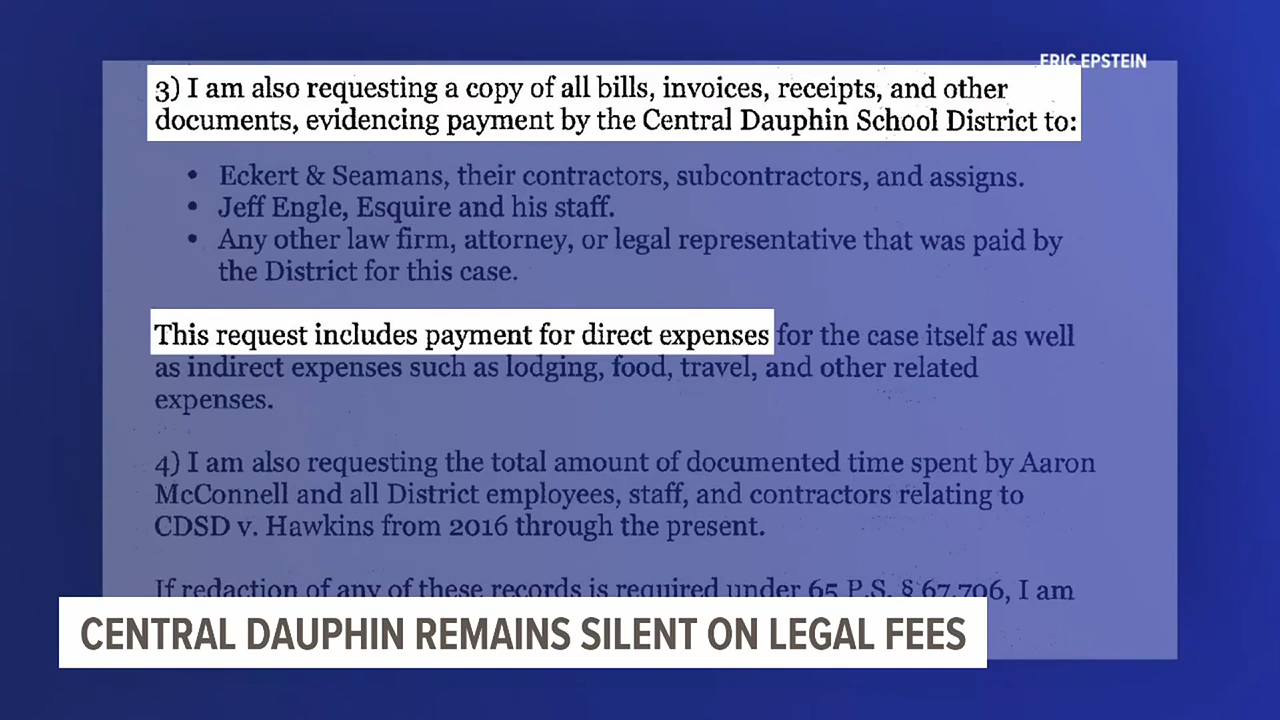 ERIC EPSTEIN
3) I am also requesting a copy of all bills, invoices, receipts, and other
documents, evidencing payment by the Central Dauphin School District to:
• Eckert & Seamans, their contractors, subcontractors, and assigns.
• Jeff Engle, Esquire and his staff.
• Any other law firm, attorney, or legal representative that was paid by
the District for this case.
This request includes payment for direct expenses for the case itself as well
as indirect expenses such as lodging, food, travel, and other related
expenses.
4) I am also requesting the total amount of documented time spent by Aaron
McConnell and all District employees, staff, and contractors relating to
CDSD v. Hawkins from 2016 through the present.
If redaction of any of these records is required under 65 P.S. § 67.706, I am
CENTRAL DAUPHIN REMAINS SILENT ON LEGAL FEES